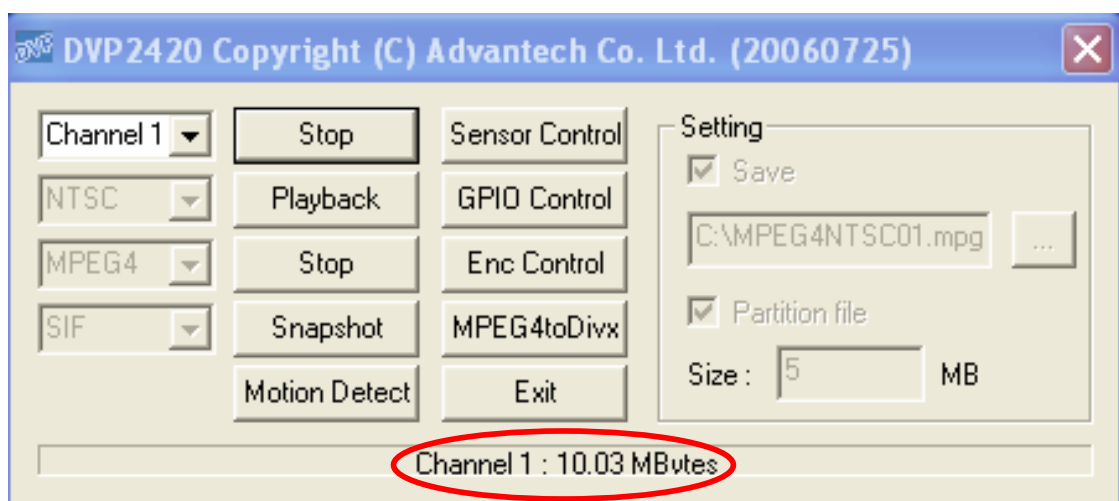 DVP2420 Copyright (C) Advantech Co. Ltd. (20060725)
Channel 1
Stop
Sensor Control
NTSC
Playback
GPIO Control
MPEG4
Stop
Enc Control
SIF
Snapshot
MPEG4toDivx
Motion Detect
Exit
Setting
Save
C:\MPEG4NTSC01.mpg
...
Partition file
Size : 5 MB
Channel 1 : 10.03 MBytes